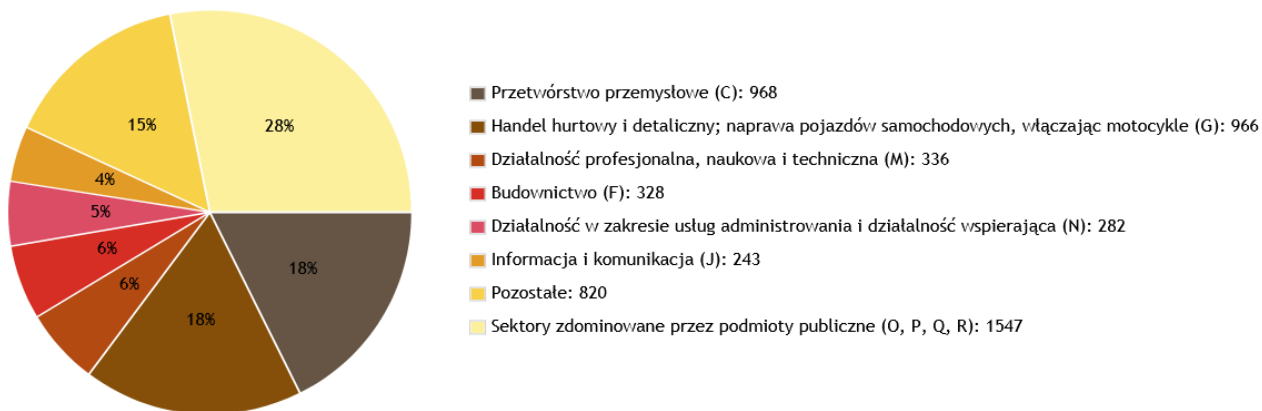 15%
28%
4%
5%
6%
6%
18%
18%
Przetwórstwo przemysłowe (C): 968
Handel hurtowy i detaliczny; naprawa pojazdów samochodowych, włączając motocykle (G): 966
Działalność profesjonalna, naukowa i techniczna (M): 336
Budownictwo (F): 328
Działalność w zakresie usług administrowania i działalność wspierająca (N): 282
Informacja i komunikacja (J): 243
Pozostałe: 820
Sektory zdominowane przez podmioty publiczne (O, P, Q, R): 1547